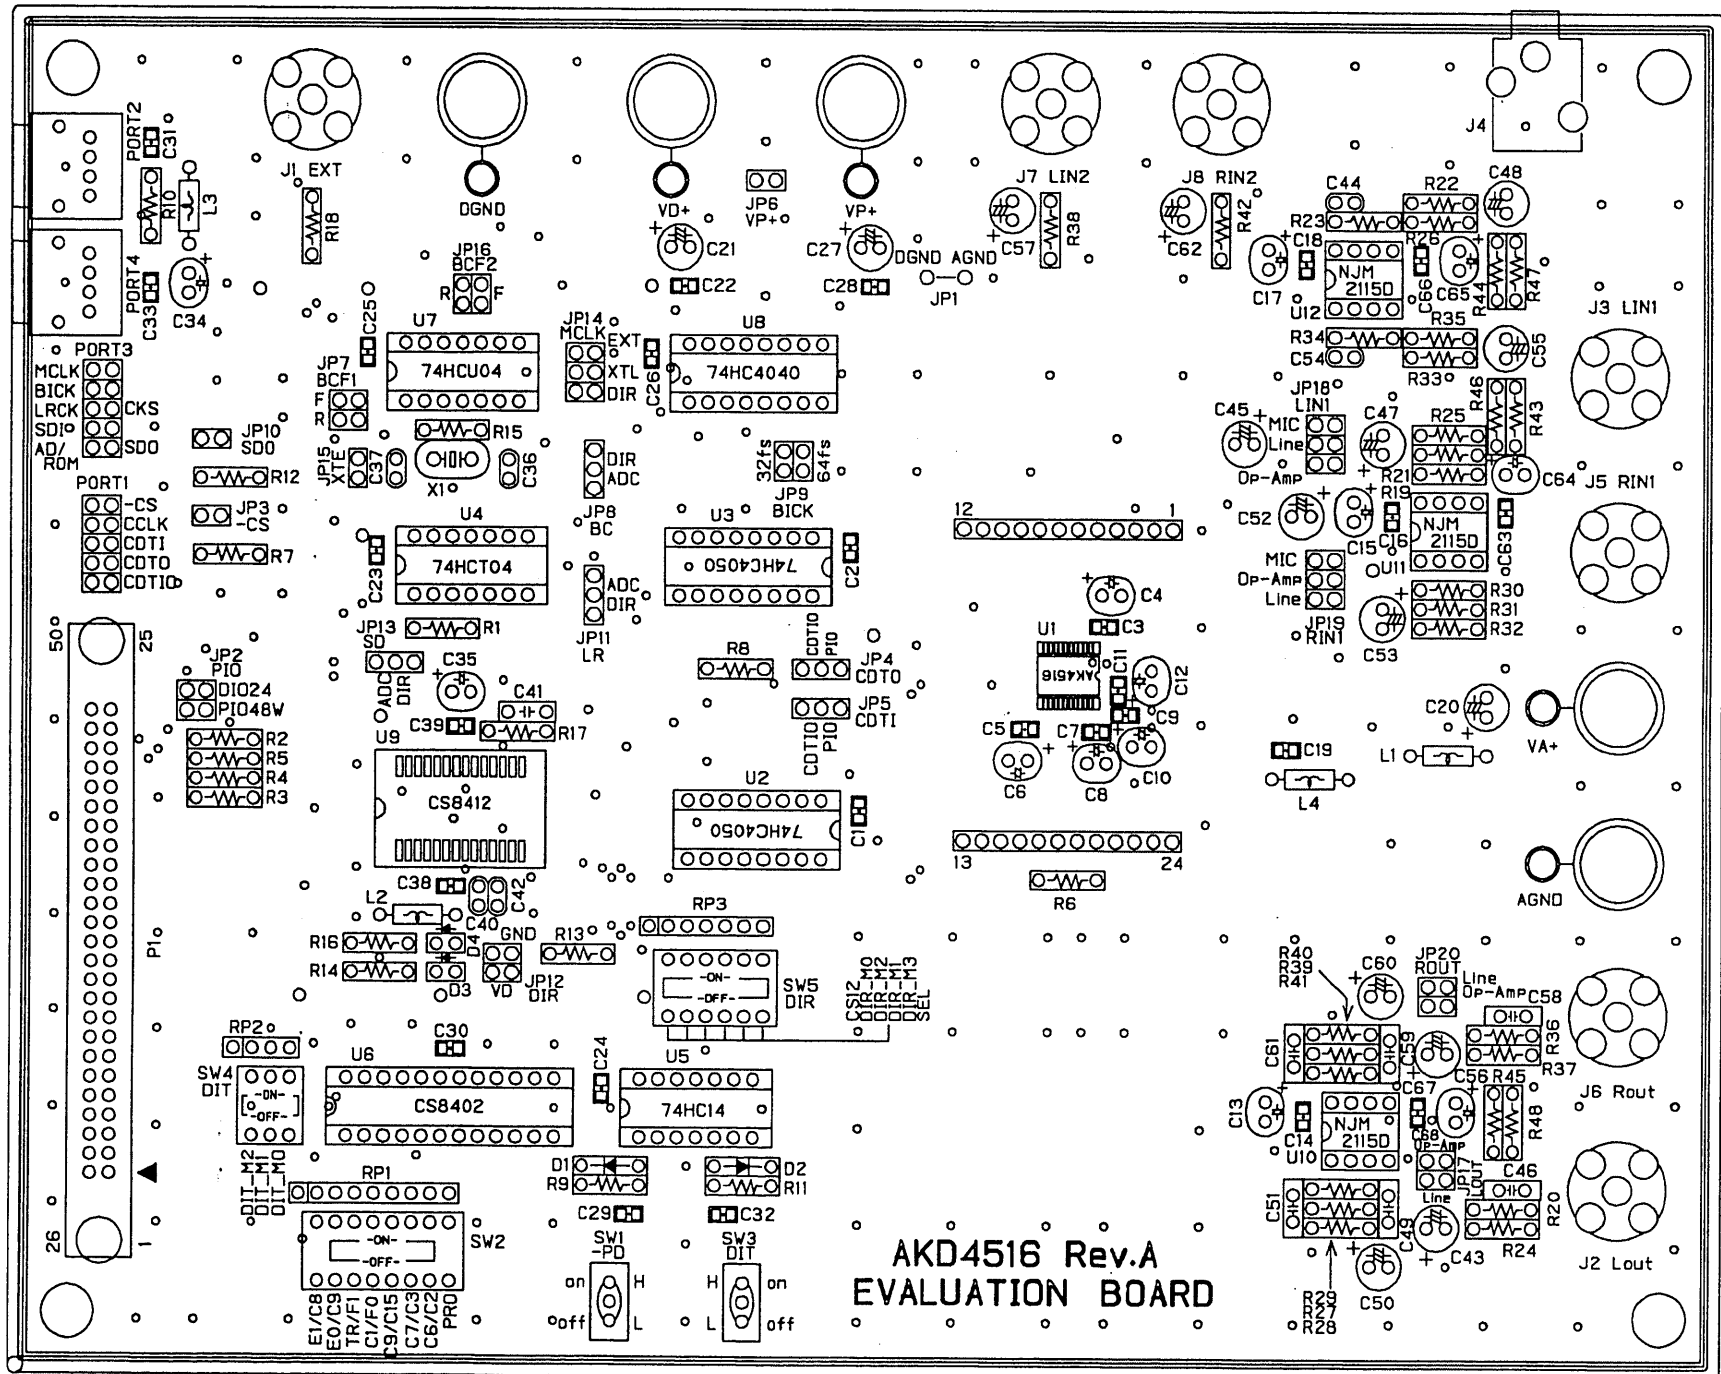 PORT2
C31
R10
L3
J1 EXT
R18
DGND
VD+
JP6
VP+
VP+
J7 LIN2
C57
R38
J8 RIN2
C62
R42
J4
C44
R22
C48
R23
R26
C18
C17
NJM
2115D
U12
C66
C65
R44
R47
J3 LIN1
PORT4
C33
C34
JP16
BCF2
R
F
C21
C22
C27
C28
DGND AGND
JP1
C25
U7
74HCU04
JP14
MCLK
EXT
XTL
DIR
C26
U8
74HC4040
R34
R35
C54
R33
C55
PORT3
MCLK
BICK
LRCK
CKS
SDI
AD/
RDM
SDO
JP7
BCF1
F
R
JP10
SDO
R12
JP15
XTE
C37
R15
X1
C36
DIR
ADC
JP8
BC
32fs
64fs
JP9
BICK
JP18
LIN1
MIC
Line
Op-Amp
C45
C47
R25
R21
R19
R46
R43
C64
J5 RIN1
PORT1
-CS
CCLK
CDTI
CDTO
CDTIO
JP3
-CS
R7
C23
U4
74HCT04
U3
74HC4050
C2
12
1
C52
C15
C16
NJM
2115D
U11
C63
MIC
Op-Amp
Line
JP19
RIN1
C53
R30
R31
R32
ADC
DIR
JP11
LR
JP13
SD
ADC
DIR
R1
C35
C41
C39
R17
R8
CDTIO
PIO
JP4
CDTO
JP5
CDTI
CDTIO
PIO
C4
C3
U1
AK4516
C11
C12
C9
C5
C7
C6
C8
C10
C20
VA+
L1
C19
L4
50
25
JP2
PIO
DIO24
PIO48W
R2
R5
R4
R3
U9
CS8412
U2
74HC4050
C1
13
24
R6
AGND
C38
L2
C40
C42
R16
D4
GND
R13
R14
D3
VD
JP12
DIR
RP3
-ON-
-OFF-
SW5
DIR
CS12
DIR-M0
DIR-M2
DIR-M1
DIR_M3
SEL
P1
R40
R39
R41
C60
JP20
ROUT
Line
Op-Amp
C58
C61
C59
R36
R37
C56
R45
R48
C67
J6 Rout
RP2
SW4
DIT
-ON-
-OFF-
C30
U6
CS8402
C24
U5
74HC14
C13
C14
NJM
2115D
U10
C68
Op-Amp
JP17
LOUT
Line
C46
DIT_M2
DIT_M1
DIT_M0
RP1
D1
R9
D2
R11
C29
C32
C51
C49
R20
R24
C43
C50
J2 Lout
26
1
-ON-
-OFF-
SW2
E1/C8
E0/C9
TR/F1
C1/F0
C9/C15
C7/C3
C6/C2
PRO
SW1
-PD
on
H
off
L
SW3
DIT
H
on
L
off
AKD4516 Rev.A
EVALUATION BOARD
R29
R27
R28